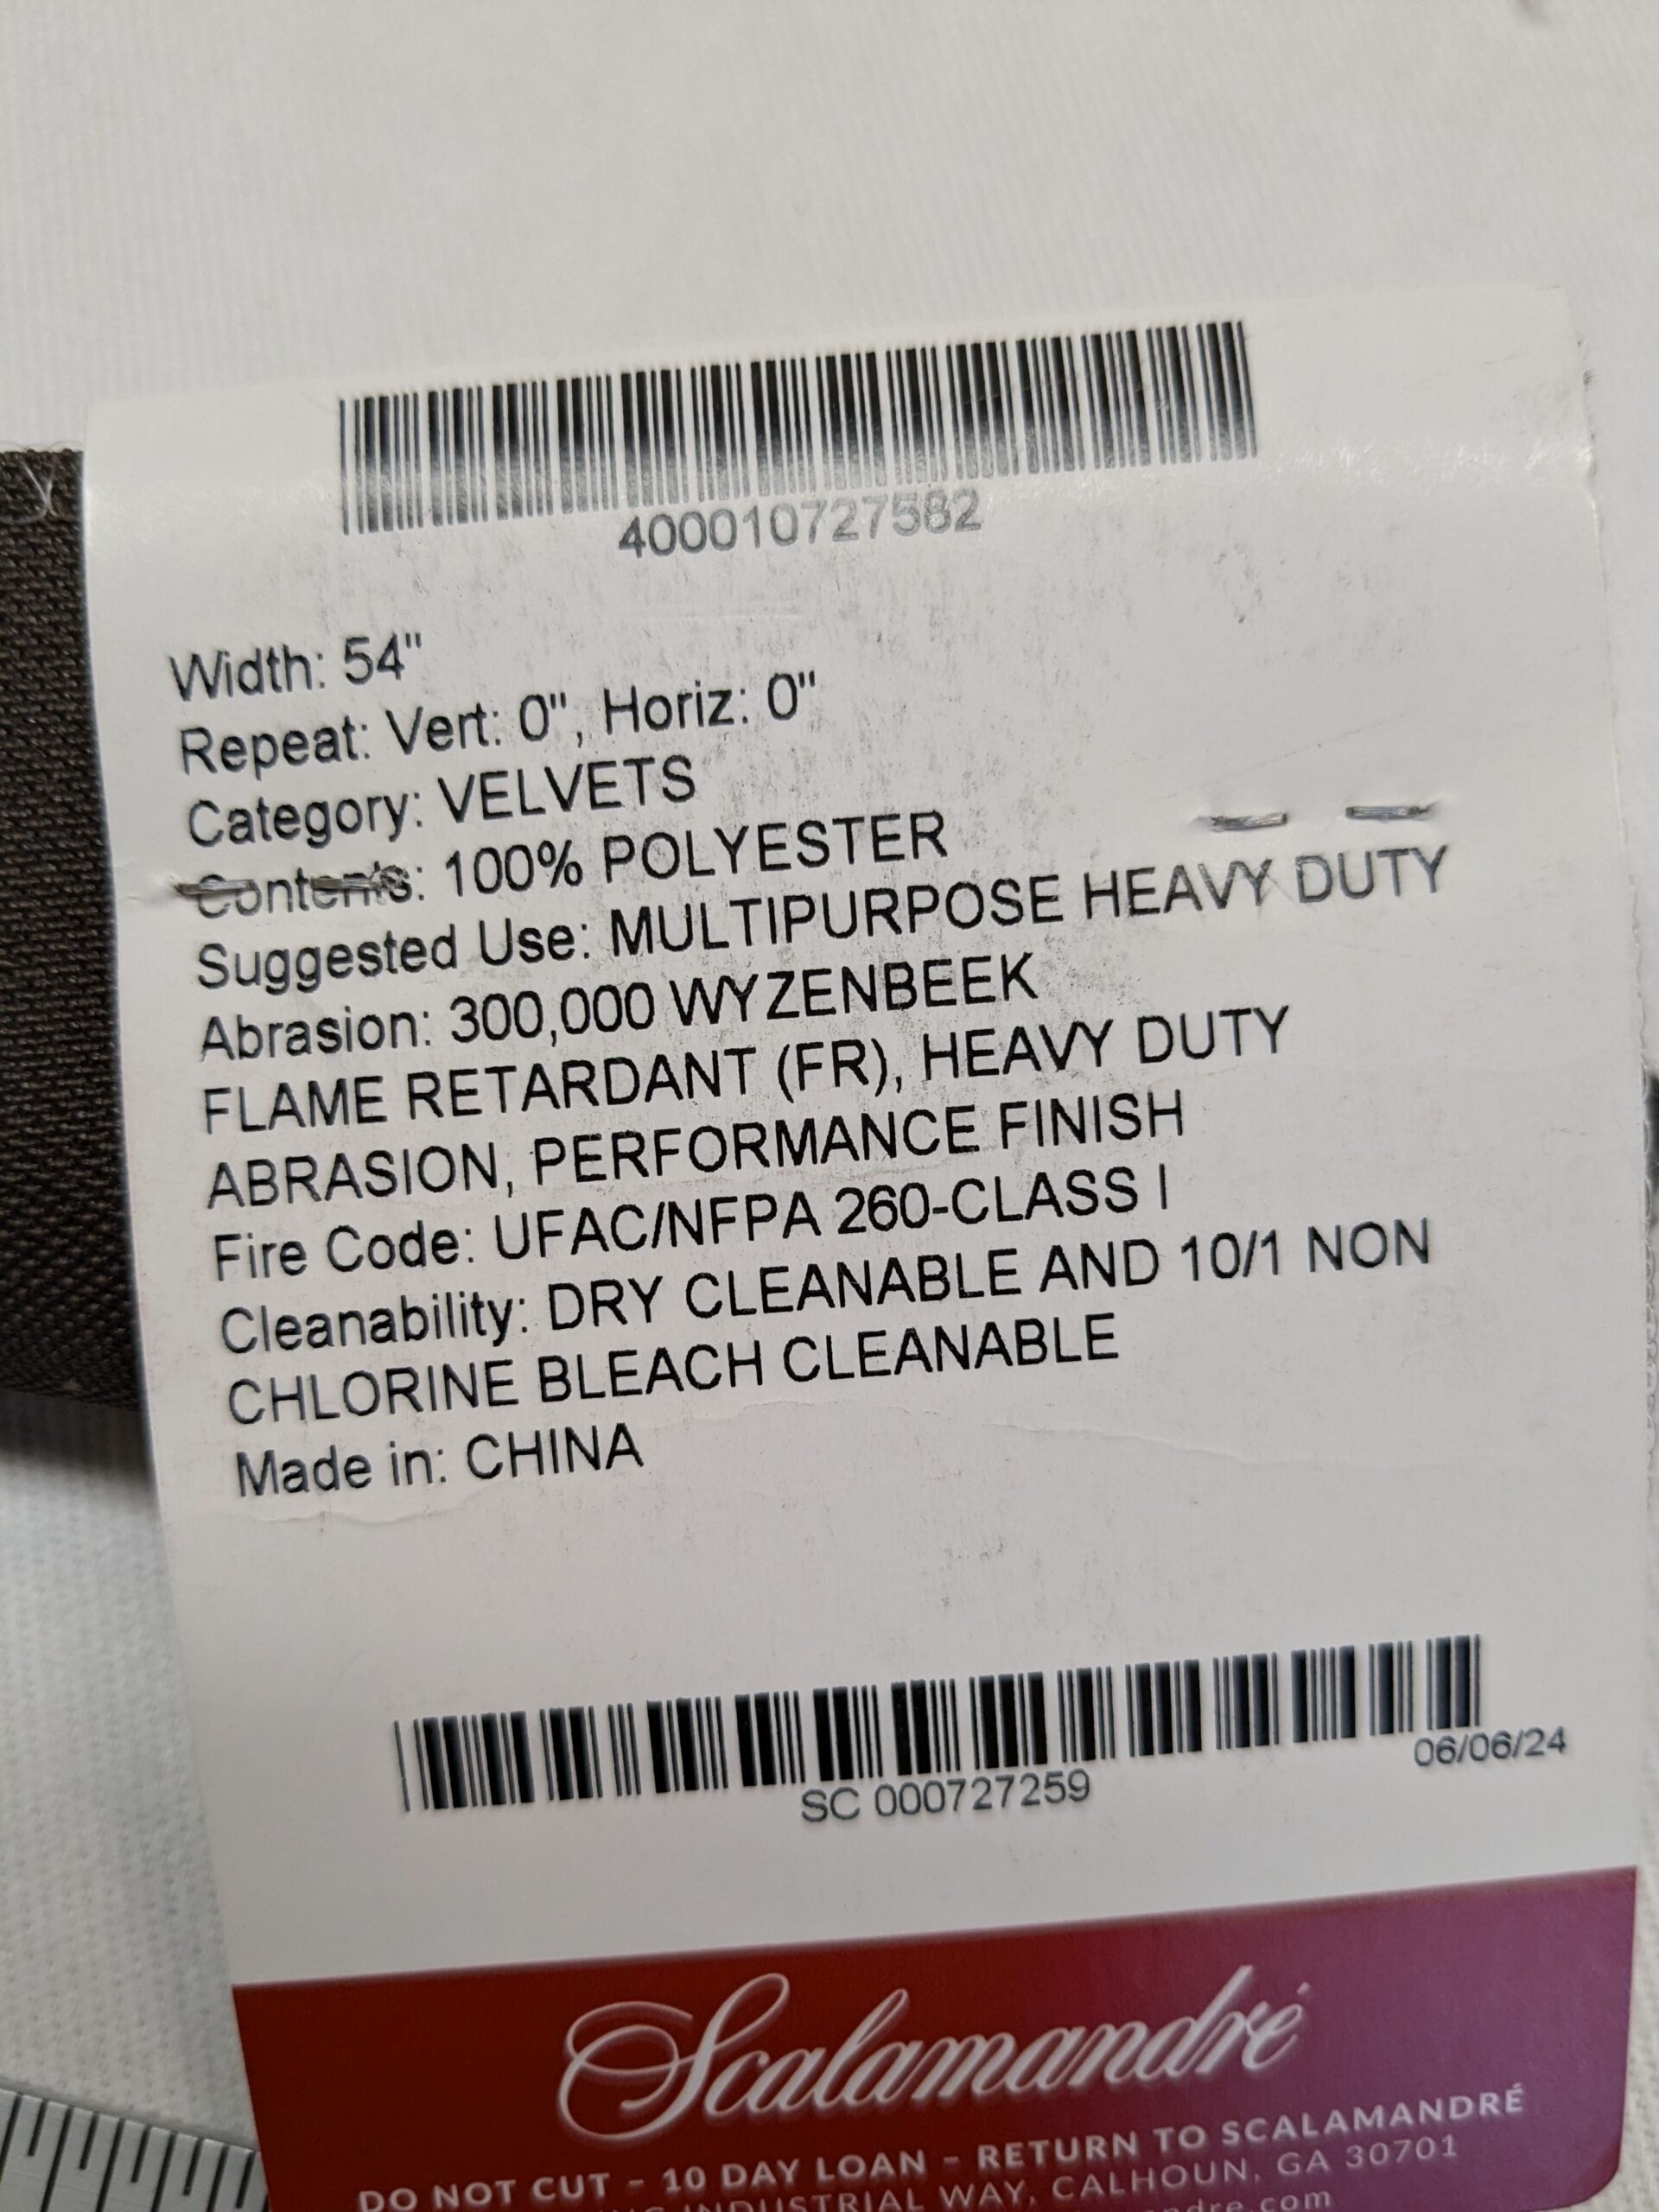 400010727582
Width: 54"
Repeat: Vert: 0", Horiz: 0"
Category: VELVETS
Contents: 100% POLYESTER
Suggested Use: MULTIPURPOSE HEAVY DUTY
Abrasion: 300,000 WYZENBEEK
FLAME RETARDANT (FR), HEAVY DUTY
ABRASION, PERFORMANCE FINISH
Fire Code: UFAC/NFPA 260-CLASS I
Cleanability: DRY CLEANABLE AND 10/1 NON
CHLORINE BLEACH CLEANABLE
Made in: CHINA
06/06/24
SC 000727259
Scalamandré
DO NOT CUT - 10 DAY LOAN - RETURN TO SCALAMANDRÉ
INDUSTRIAL WAY, CALHOUN, GA 30701